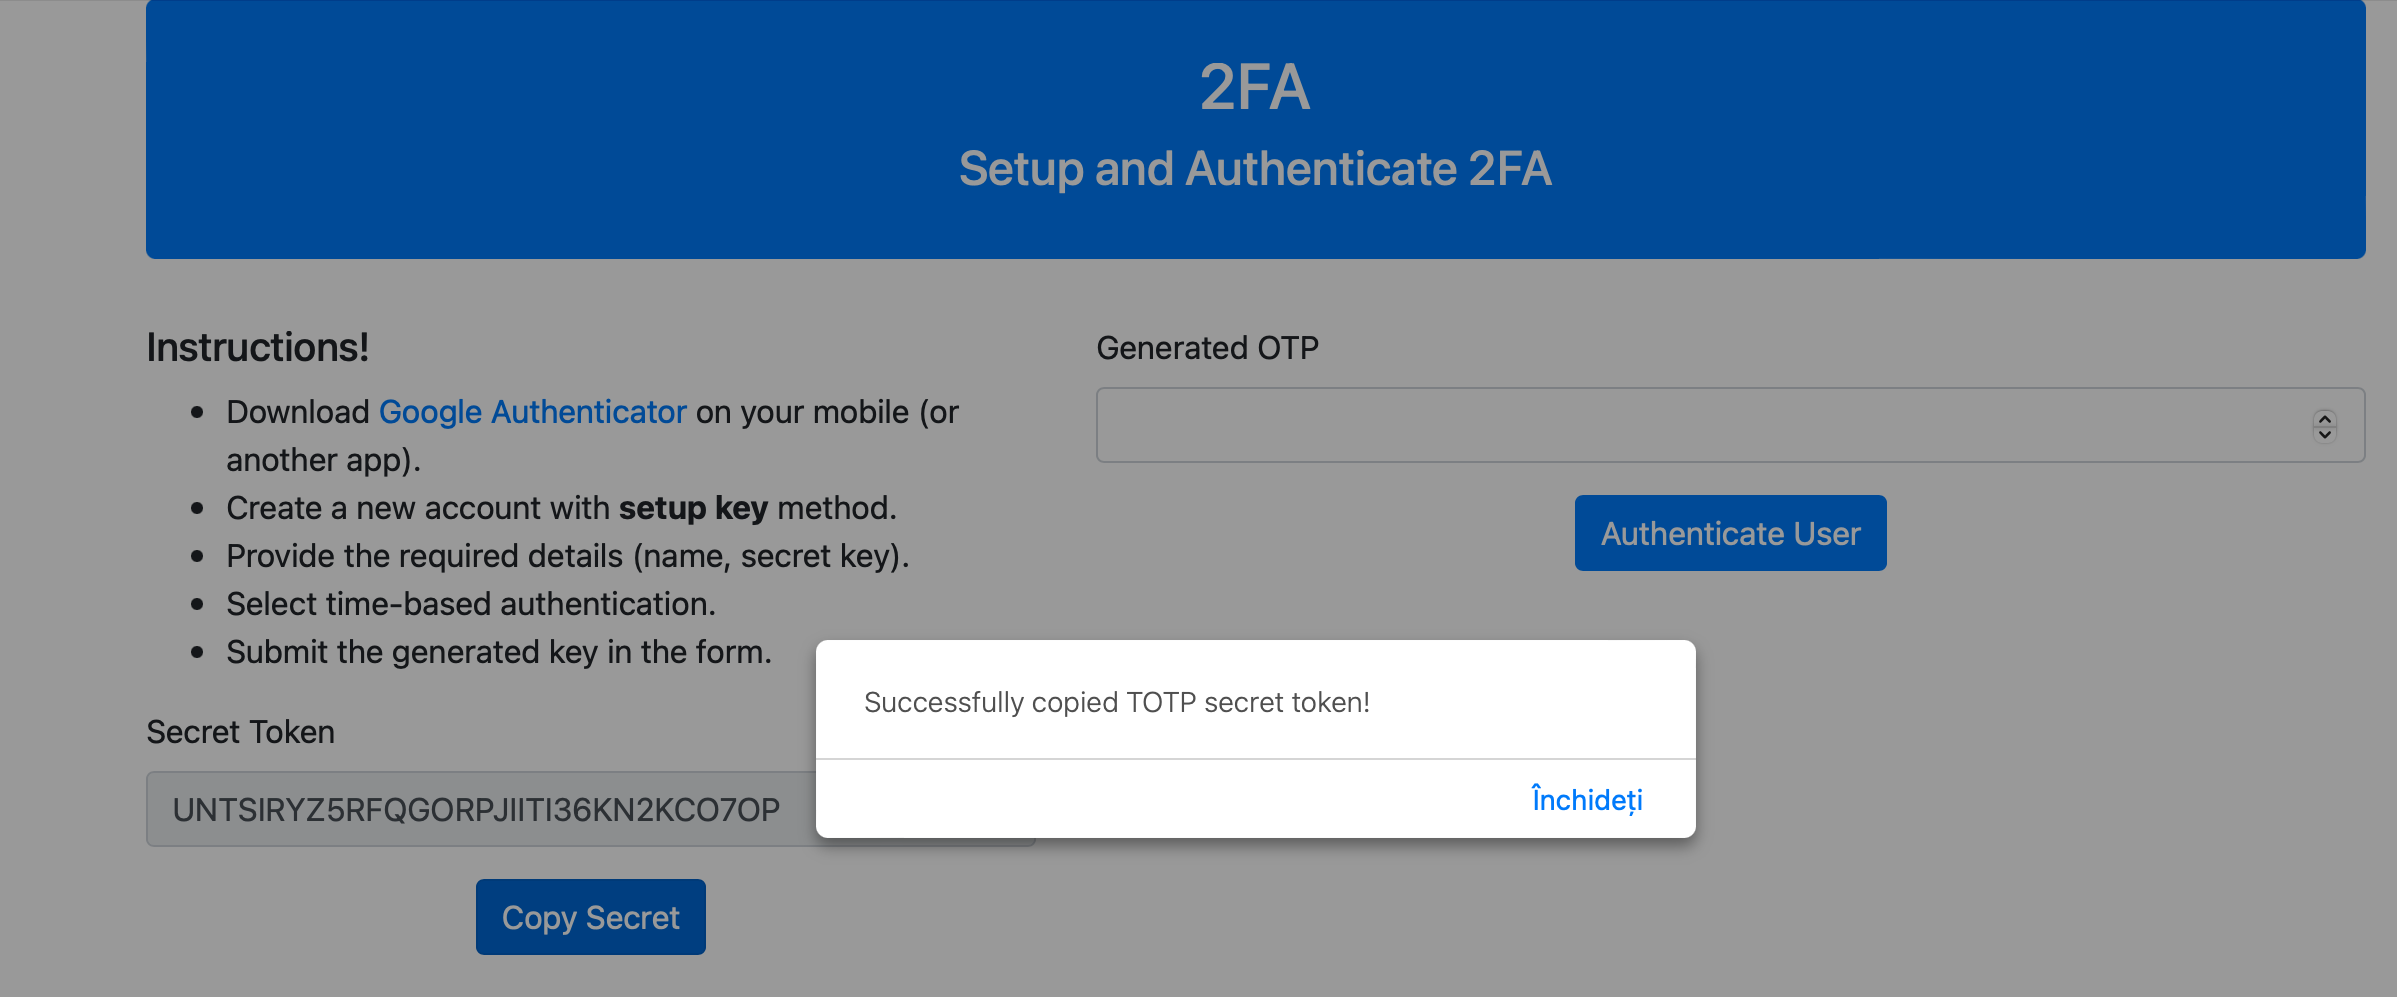 2FA
Setup and Authenticate 2FA
Instructions!
Download Google Authenticator on your mobile (or
another app).
Create a new account with setup key method.
Provide the required details (name, secret key).
Select time-based authentication.
Submit the generated key in the form.
Secret Token
UNTSIRYZ5RFQGORPJIITI36KN2KCO7OP
Copy Secret
Generated OTP
Authenticate User
Successfully copied TOTP secret token!
Închideți